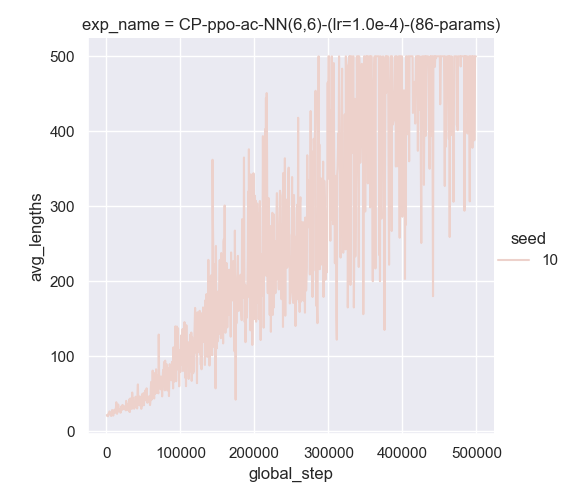 exp_name = CP-ppo-ac-NN(6,6)-(lr=1.0e-4)-(86-params)
500
400
300
200
100
0
avg_lengths
0 100000 200000 300000 400000 500000
global_step
seed
10